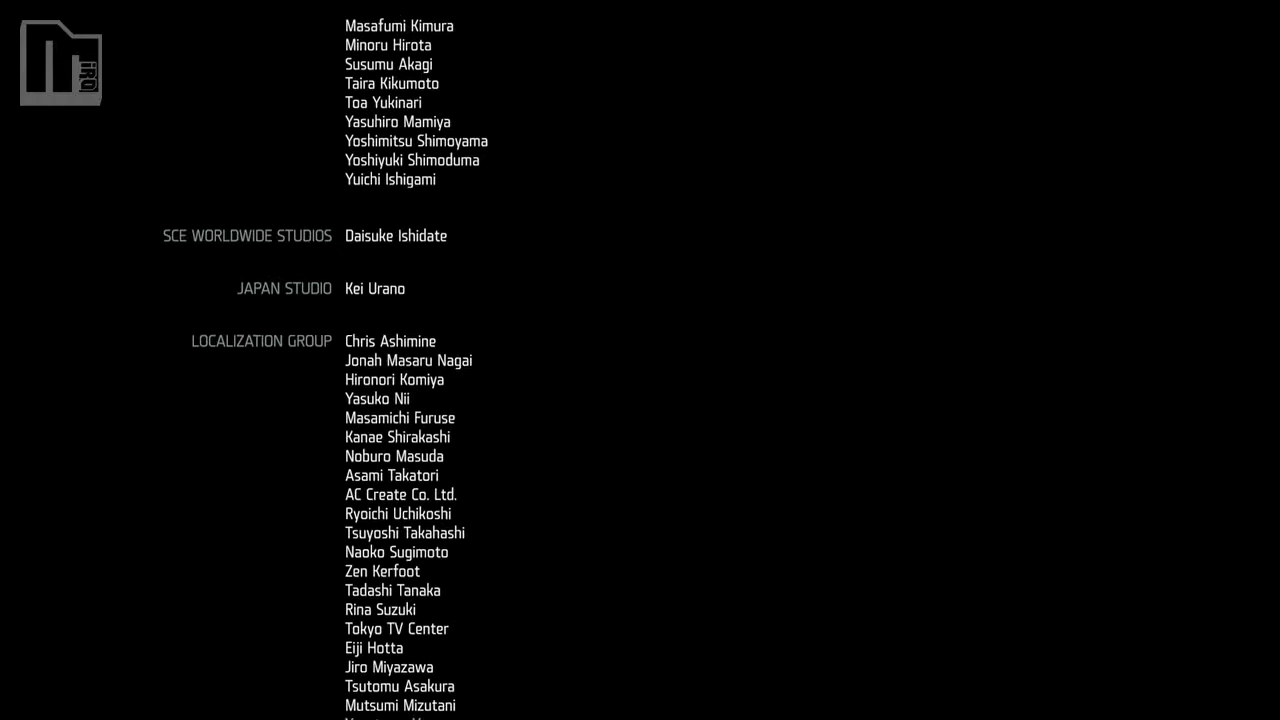 iRD
Masafumi Kimura
Minoru Hirota
Susumu Akagi
Taira Kikumoto
Toa Yukinari
Yasuhiro Mamiya
Yoshimitsu Shimoyama
Yoshiyuki Shimoduma
Yuichi Ishigami
SCE WORLDWIDE STUDIOS Daisuke Ishidate
JAPAN STUDIO Kei Urano
LOCALIZATION GROUP Chris Ashimine
Jonah Masaru Nagai
Hironori Komiya
Yasuko Nii
Masamichi Furuse
Kanae Shirakashi
Noburo Masuda
Asami Takatori
AC Create Co. Ltd.
Ryoichi Uchikoshi
Tsuyoshi Takahashi
Naoko Sugimoto
Zen Kerfoot
Tadashi Tanaka
Rina Suzuki
Tokyo TV Center
Eiji Hotta
Jiro Miyazawa
Tsutomu Asakura
Mutsumi Mizutani